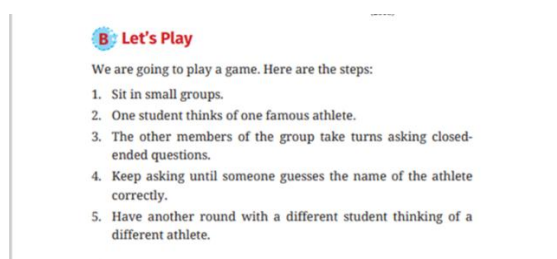 B Let's Play
We are going to play a game. Here are the steps:
1. Sit in small groups.
2. One student thinks of one famous athlete.
3. The other members of the group take turns asking closed-
ended questions.
4. Keep asking until someone guesses the name of the athlete
correctly.
5. Have another round with a different student thinking of a
different athlete.